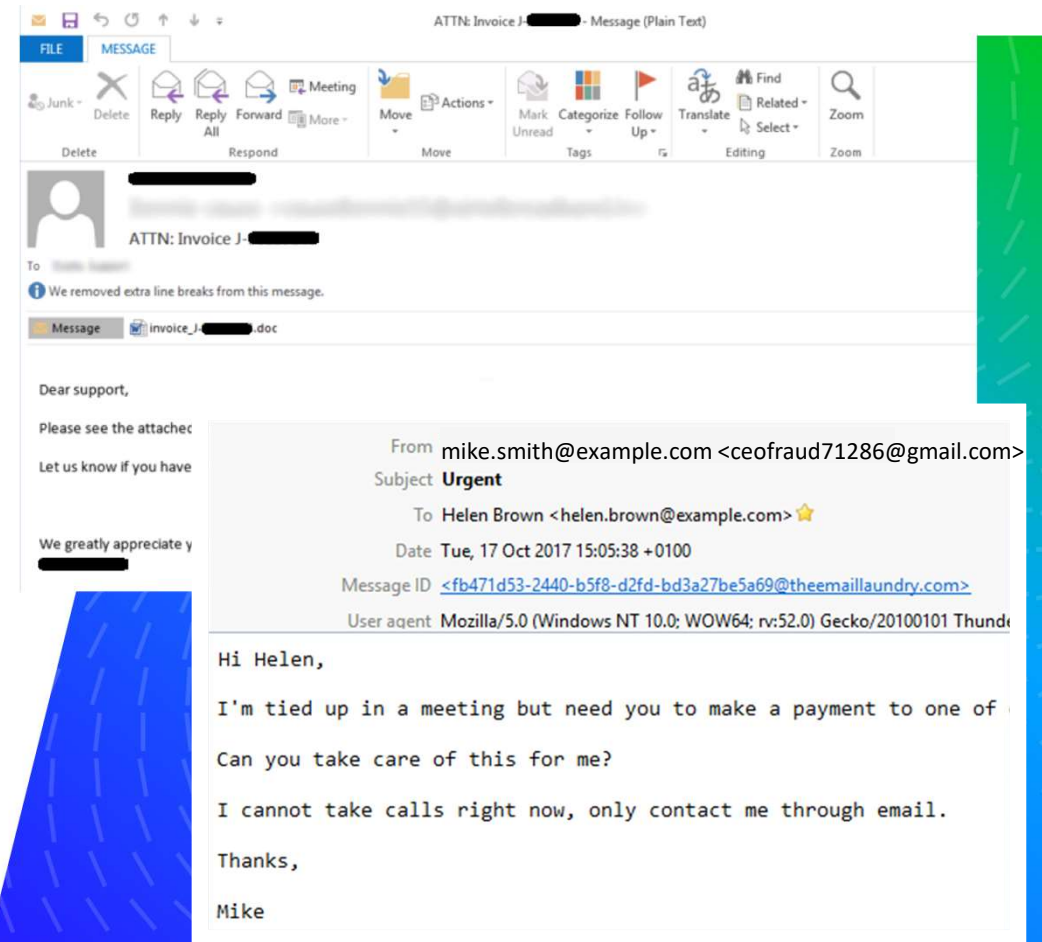 ATTN: Invoice J- - Message (Plain Text)
FILE MESSAGE
Junk
Delete
Reply
Reply All
Forward
Meeting
More
Move
Actions
Mark Unread
Categorize
Follow Up
Translate
Find
Related
Select
Zoom
Delete Respond Move Tags Editing Zoom
ATTN: Invoice J-
To
We removed extra line breaks from this message.
Message invoice_J- .doc
Dear support,
Please see the attached
Let us know if you have
We greatly appreciate y
From mike.smith@example.com <ceofraud71286@gmail.com>
Subject Urgent
To Helen Brown <helen.brown@example.com>
Date Tue, 17 Oct 2017 15:05:38 +0100
Message ID <fb471d53-2440-b5f8-d2fd-bd3a27be5a69@theemaillaundry.com>
User agent Mozilla/5.0 (Windows NT 10.0; WOW64; rv:52.0) Gecko/20100101 Thunde
Hi Helen,
I'm tied up in a meeting but need you to make a payment to one of
Can you take care of this for me?
I cannot take calls right now, only contact me through email.
Thanks,
Mike